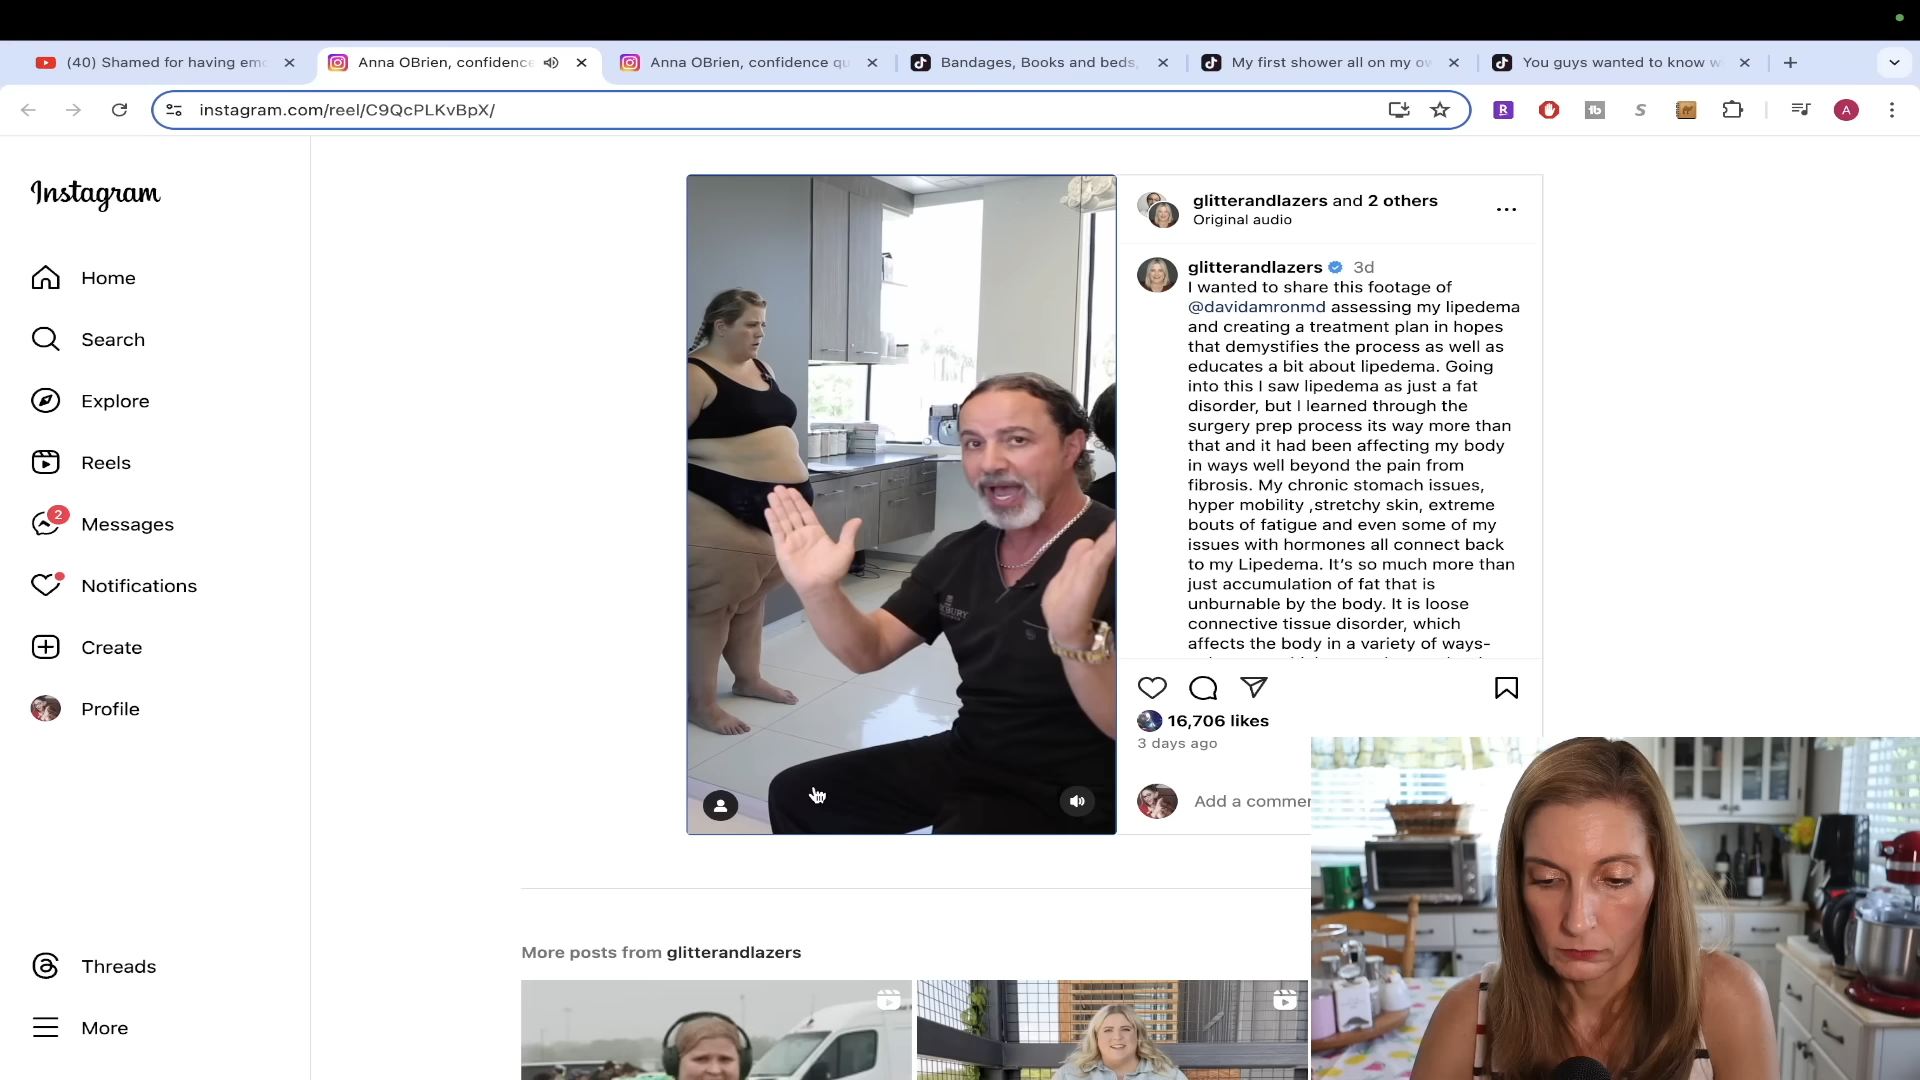 (40) Shamed for having emo
Anna OBrien, confidence
Anna OBrien, confidence qu
Bandages, Books and beds,
My first shower all on my ow
You guys wanted to know w
instagram.com/reel/C9QcPLKvBpX/
R
tb
S
A
Instagram
Home
Search
Explore
Reels
2
Messages
Notifications
Create
Profile
Threads
More
glitterandlazers and 2 others
Original audio
glitterandlazers 3d
I wanted to share this footage of
@davidamronmd assessing my lipedema
and creating a treatment plan in hopes
that demystifies the process as well as
educates a bit about lipedema. Going
into this I saw lipedema as just a fat
disorder, but I learned through the
surgery prep process its way more than
that and it had been affecting my body
in ways well beyond the pain from
fibrosis. My chronic stomach issues,
hyper mobility ,stretchy skin, extreme
bouts of fatigue and even some of my
issues with hormones all connect back
to my Lipedema. It's so much more than
just accumulation of fat that is
unburnable by the body. It is loose
connective tissue disorder, which
affects the body in a variety of ways-
16,706 likes
3 days ago
Add a commen
More posts from glitterandlazers